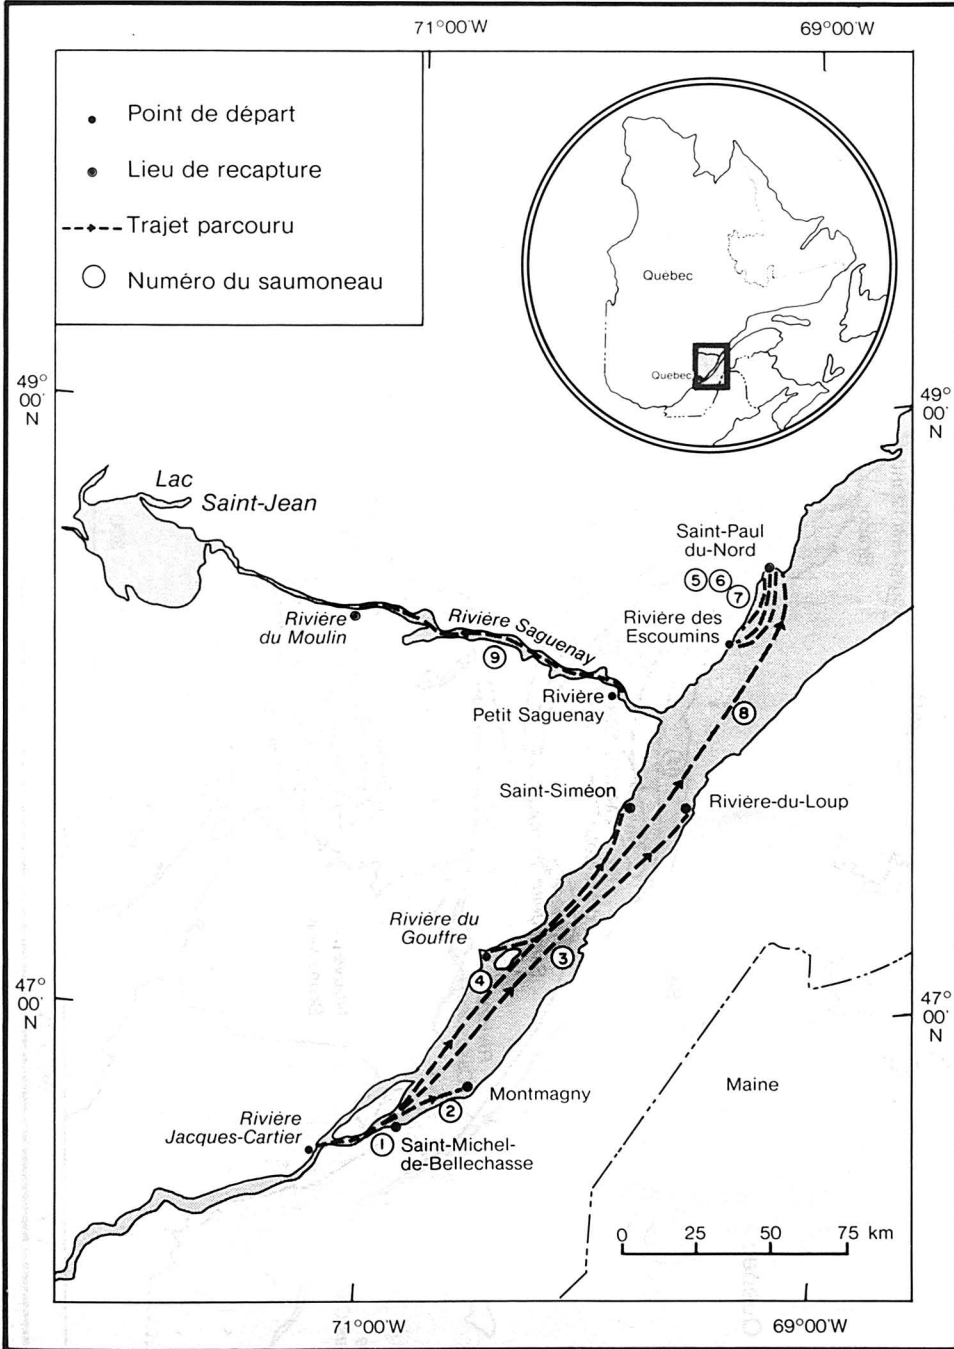 71°00'W
69°00'W
Point de départ
Lieu de recapture
Trajet parcouru
Numéro du saumoneau
Québec
Québec
49°
00'
N
49°
00'
N
Lac
Saint-Jean
Saint-Paul
du-Nord
5 6
7
Rivière des
Escoumins
Rivière
du Moulin
Rivière Saguenay
9
Rivière
Petit Saguenay
8
Saint-Siméon
Rivière-du-Loup
Rivière du
Gouffre
3
4
47°
00'
N
47°
00'
N
Maine
Montmagny
2
Rivière
Jacques-Cartier
1
Saint-Michel-
de-Bellechasse
0 25 50 75 km
71°00'W
69°00'W